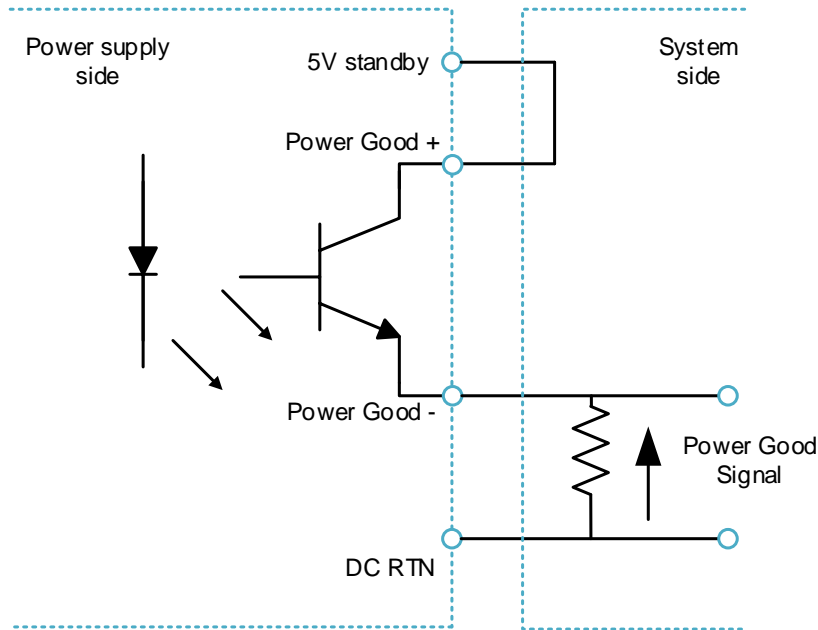 Power supply
side
5V standby
System
side
Power Good +
Power Good -
Power Good
Signal
DC RTN